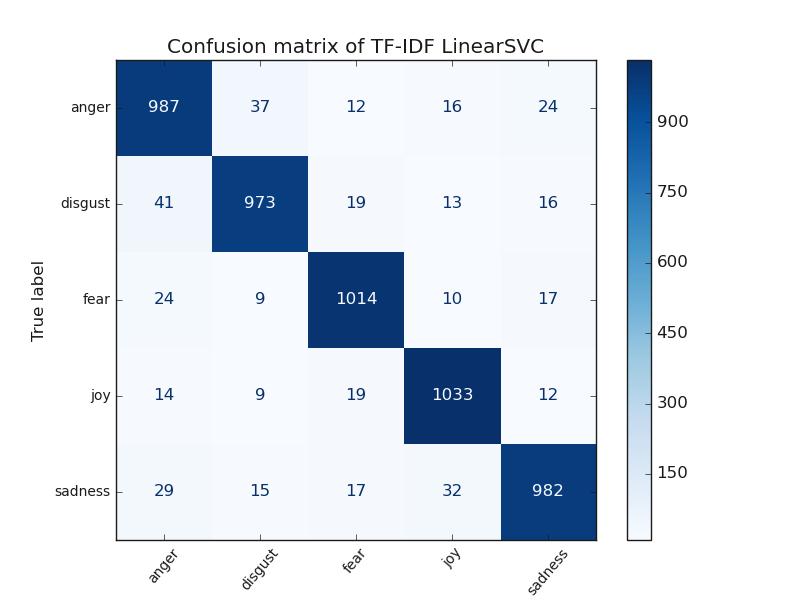 Confusion matrix of TF-IDF LinearSVC
True label
anger 987 37 12 16 24
disgust 41 973 19 13 16
fear 24 9 1014 10 17
joy 14 9 19 1033 12
sadness 29 15 17 32 982
anger disgust fear joy sadness
900
750
600
450
300
150